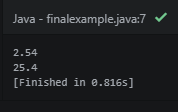 Java - finalexample.java:7 ✓
2.54
25.4
[Finished in 0.816s]